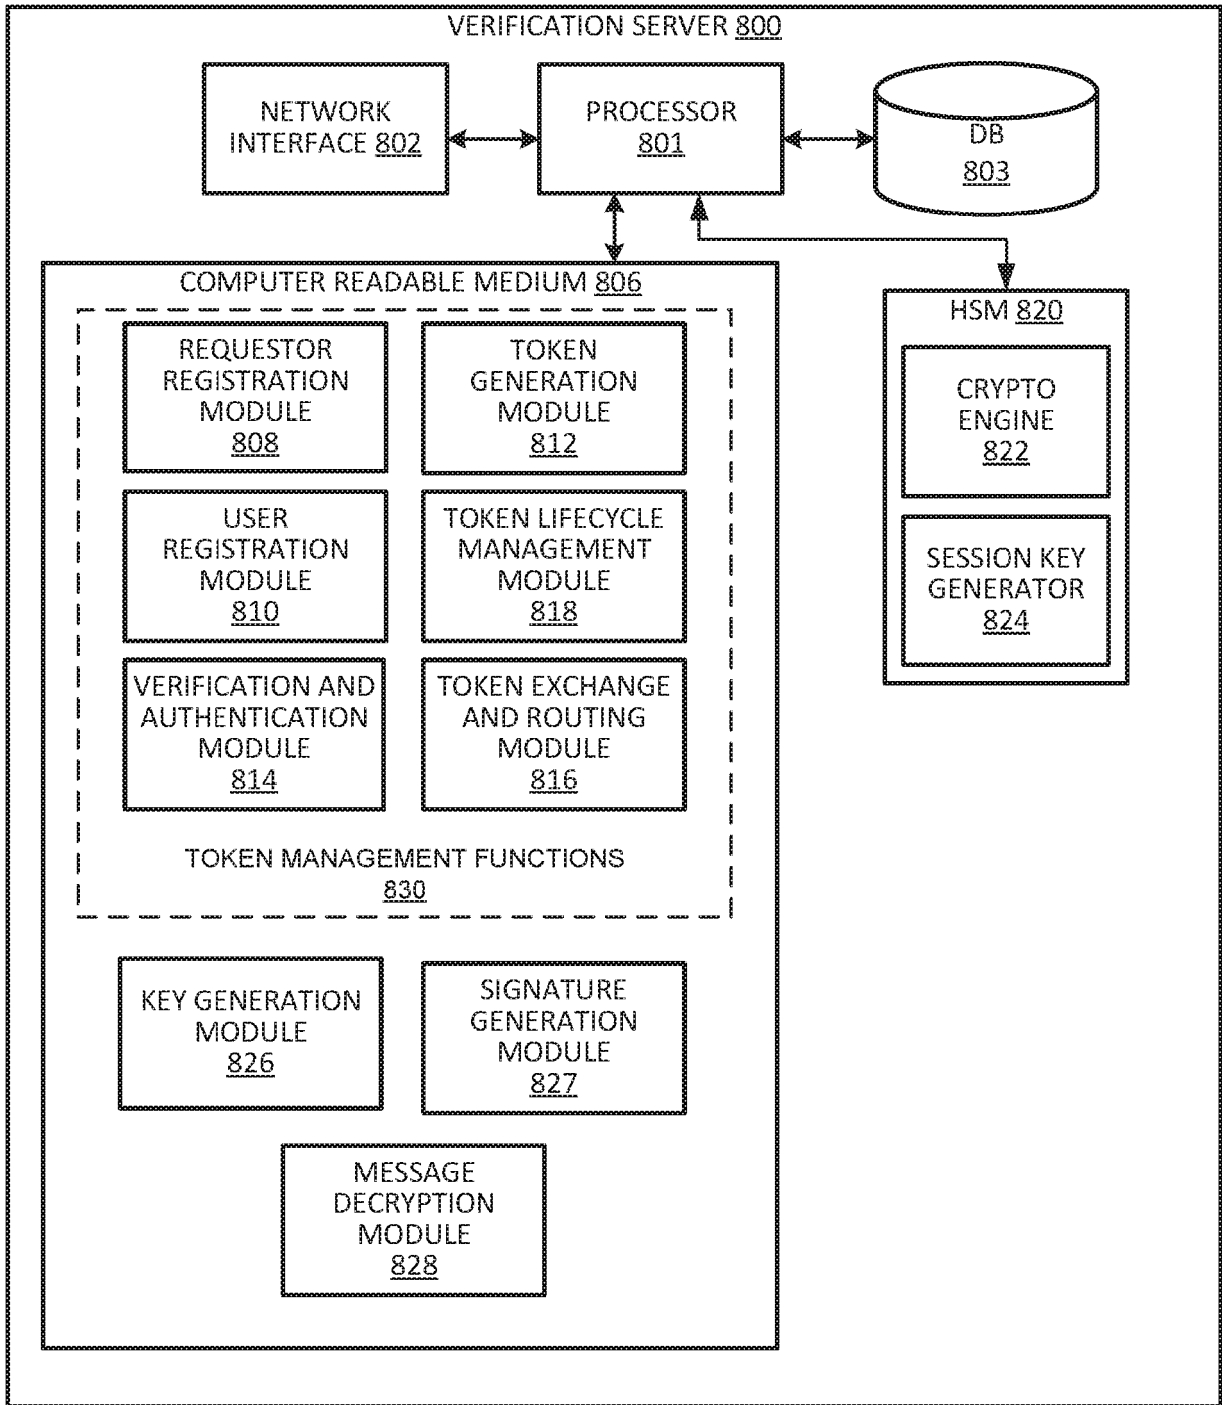 VERIFICATION SERVER 800
NETWORK
INTERFACE 802
PROCESSOR
801
DB
803
COMPUTER READABLE MEDIUM 806
REQUESTOR
REGISTRATION
MODULE
808
TOKEN
GENERATION
MODULE
812
USER
REGISTRATION
MODULE
810
TOKEN LIFECYCLE
MANAGEMENT
MODULE
818
VERIFICATION AND
AUTHENTICATION
MODULE
814
TOKEN EXCHANGE
AND ROUTING
MODULE
816
TOKEN MANAGEMENT FUNCTIONS
830
KEY GENERATION
MODULE
826
SIGNATURE
GENERATION
MODULE
827
MESSAGE
DECRYPTION
MODULE
828
HSM 820
CRYPTO
ENGINE
822
SESSION KEY
GENERATOR
824